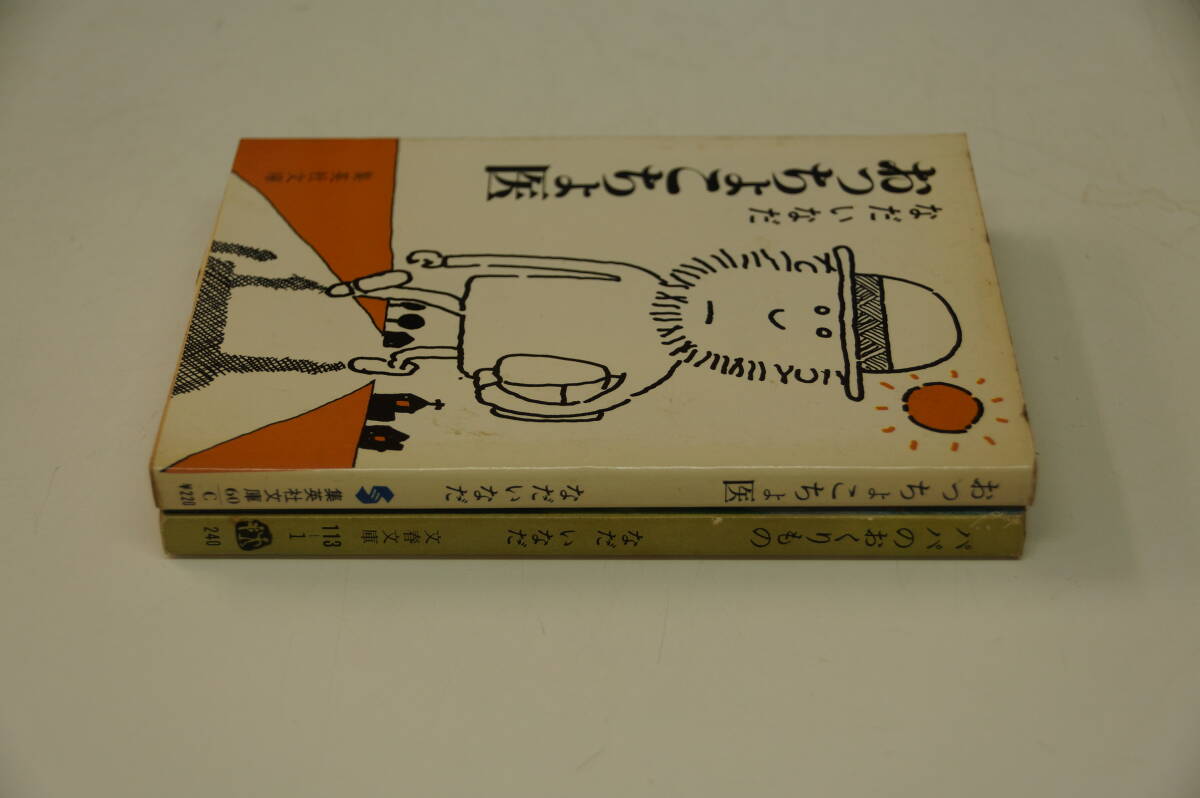 おっちょこちょ医
なだいなだ
集英社文庫
おっちょこちょ医
なだいなだ
集英社文庫
60
C
¥220
パパのおくりもの
なだいなだ
文春文庫
113
1
240